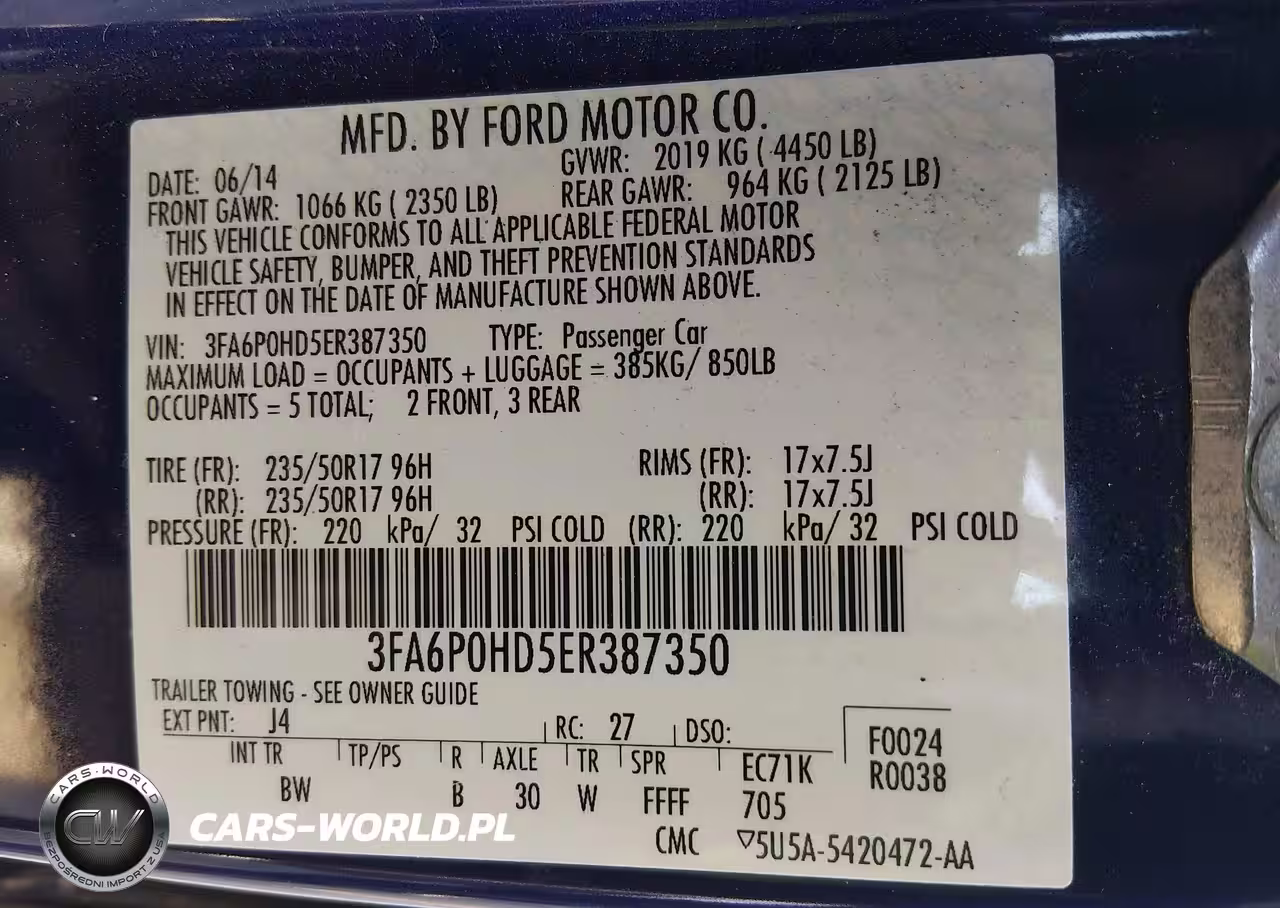 MFD. BY FORD MOTOR CO.
DATE: 06/14 GVWR: 2019 KG ( 4450 LB)
FRONT GAWR: 1066 KG ( 2350 LB) REAR GAWR: 964 KG ( 2125 LB)
THIS VEHICLE CONFORMS TO ALL APPLICABLE FEDERAL MOTOR
VEHICLE SAFETY, BUMPER, AND THEFT PREVENTION STANDARDS
IN EFFECT ON THE DATE OF MANUFACTURE SHOWN ABOVE.
VIN: 3FA6P0HD5ER387350 TYPE: Passenger Car
MAXIMUM LOAD = OCCUPANTS + LUGGAGE = 385KG/ 850LB
OCCUPANTS = 5 TOTAL; 2 FRONT, 3 REAR
TIRE (FR): 235/50R17 96H RIMS (FR): 17x7.5J
(RR): 235/50R17 96H (RR): 17x7.5J
PRESSURE (FR): 220 kPa/ 32 PSI COLD (RR): 220 kPa/ 32 PSI COLD
3FA6P0HD5ER387350
TRAILER TOWING - SEE OWNER GUIDE
EXT PNT: J4 RC: 27 DSO:
F0024
INT TR TP/PS R AXLE TR SPR EC71K
R0038
BW B 30 W FFFF 705
CMC ▽5U5A-5420472-AA
CARS-WORLD
CW
BEZPOŚREDNI IMPORT Z USA
CARS-WORLD.PL